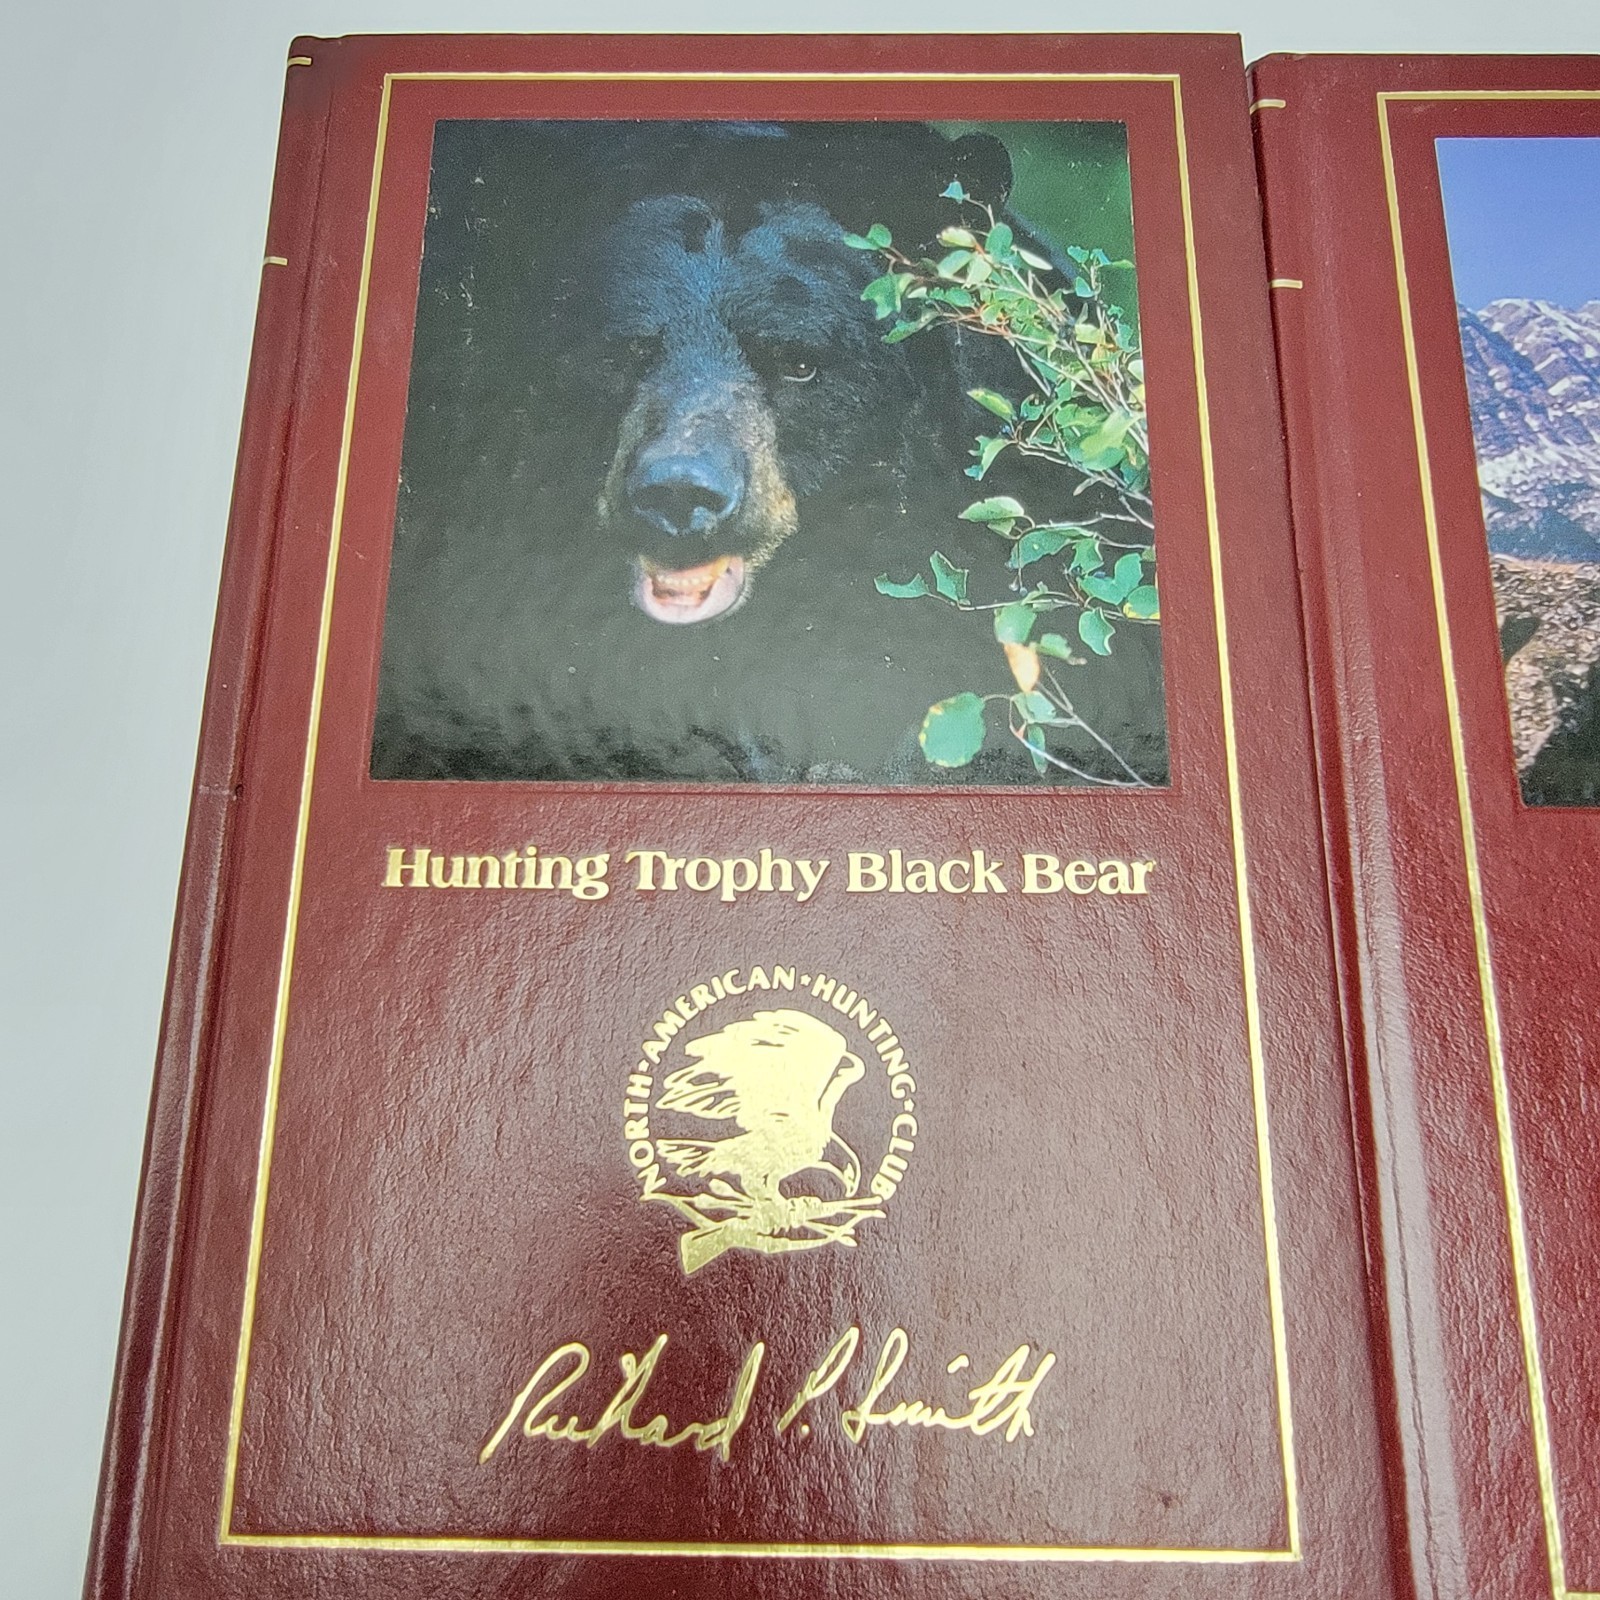 Hunting Trophy Black Bear
NORTH·AMERICAN★HUNTING·CLUB
Richard P. Smith